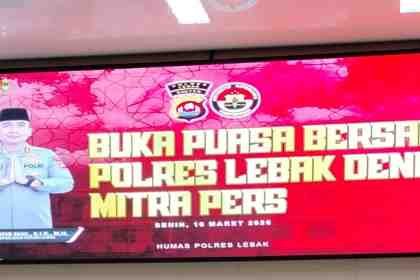 BUKA PUASA BERSA
POLRES LEBAK DEN
MITRA PERS
SENIN, 16 MARET 2026
HUMAS POLRES LEBAK